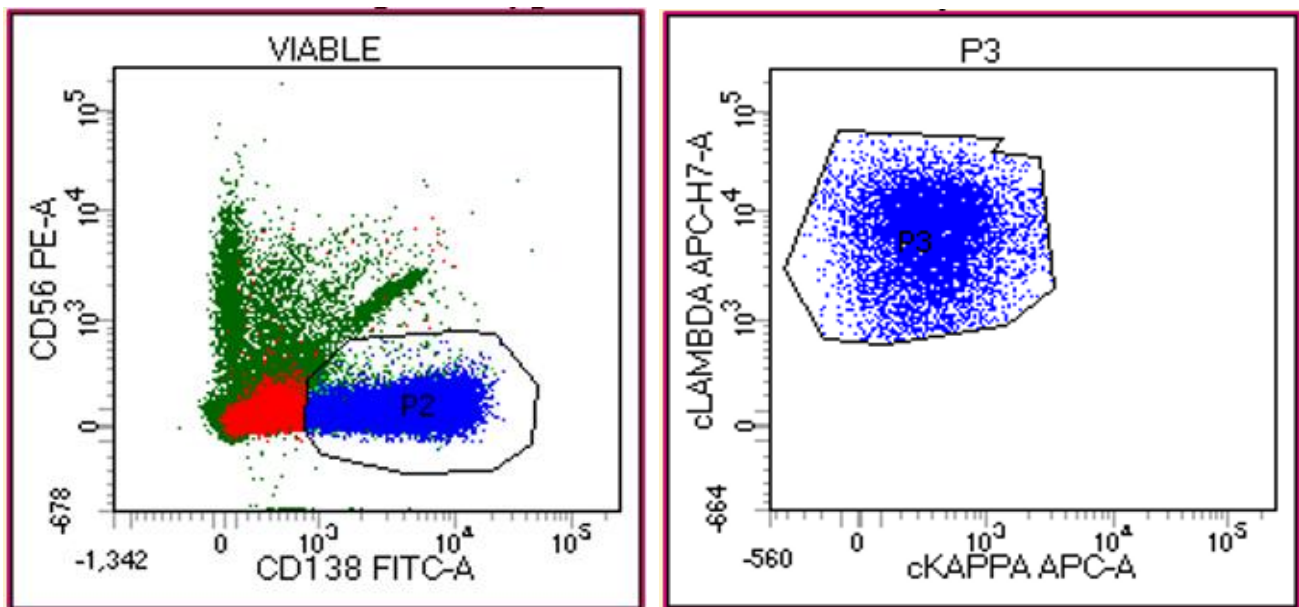 VIABLE
CD56 PE-A
10^5
10^4
10^3
0
-678
P2
-1,342
0
10^3
10^4
10^5
CD138 FITC-A
P3
cLAMBDA APC-H7-A
10^5
10^4
10^3
0
-664
P3
-560
0
10^3
10^4
10^5
cKAPPA APC-A